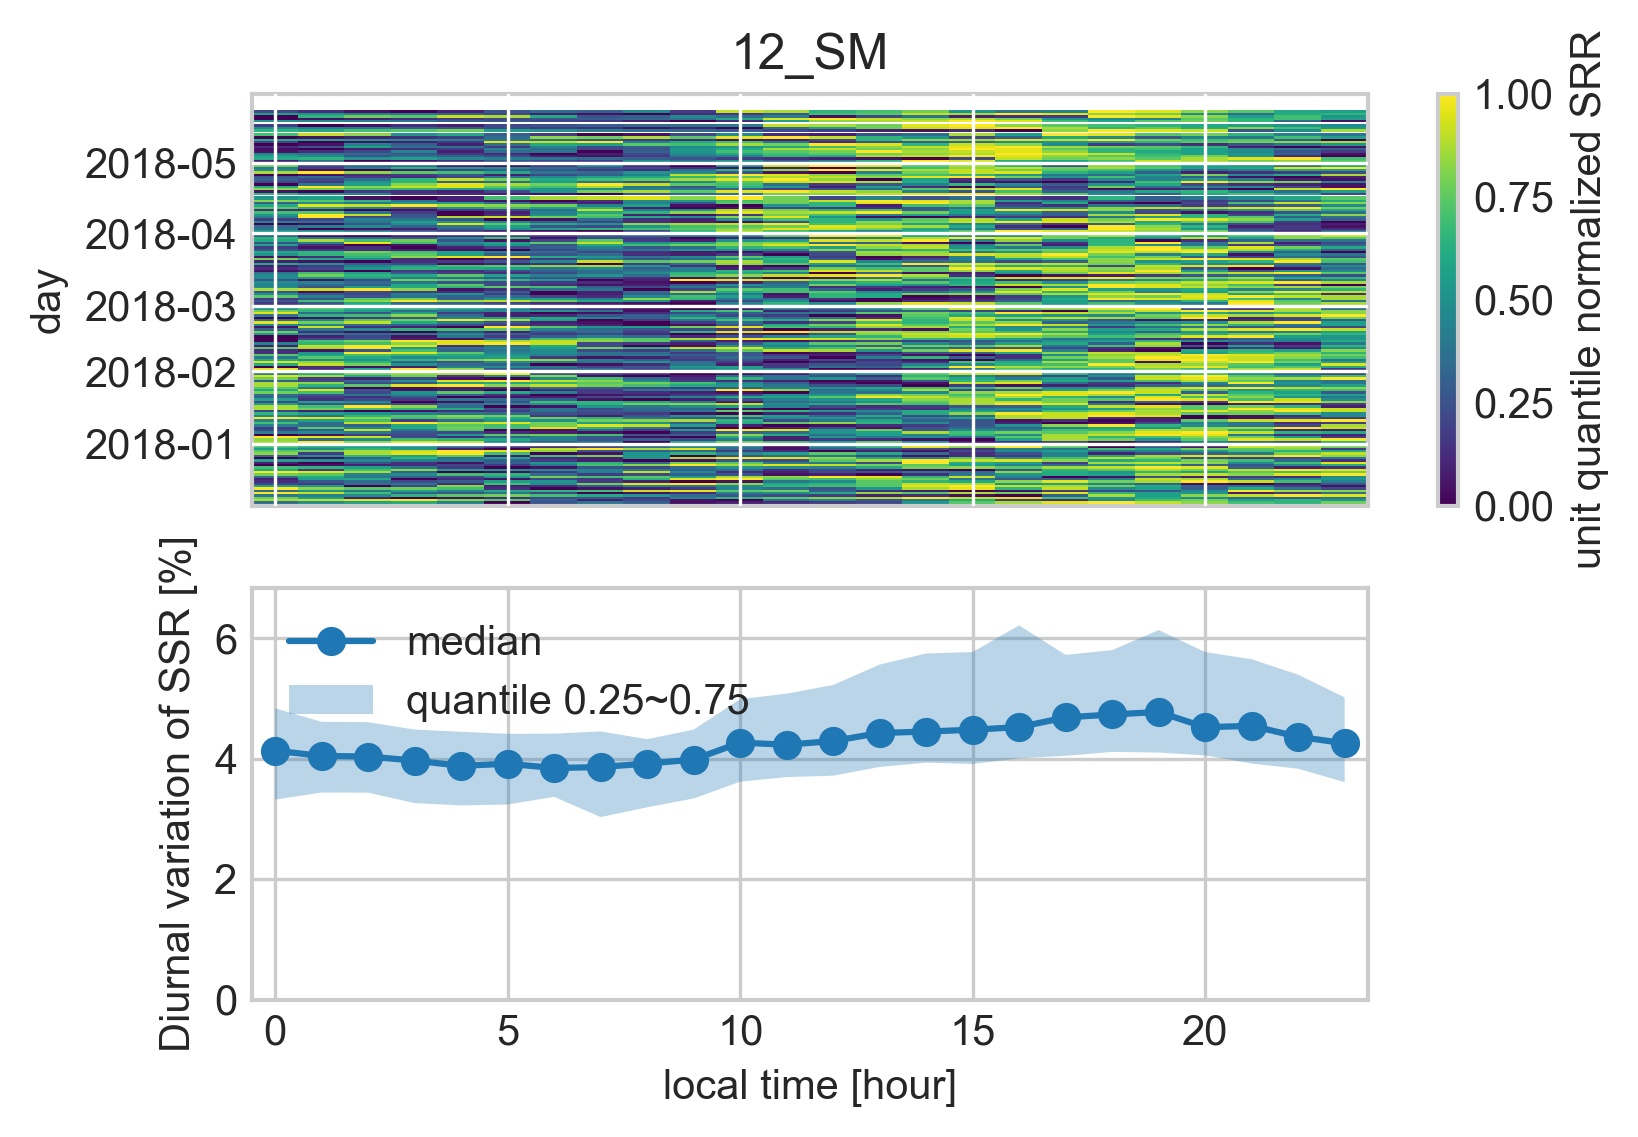 12_SM
day
2018-05
2018-04
2018-03
2018-02
2018-01
1.00
0.75
0.50
0.25
0.00
unit quantile normalized SRR
Diurnal variation of SSR [%]
6
4
2
0
median
quantile 0.25~0.75
0 5 10 15 20
local time [hour]